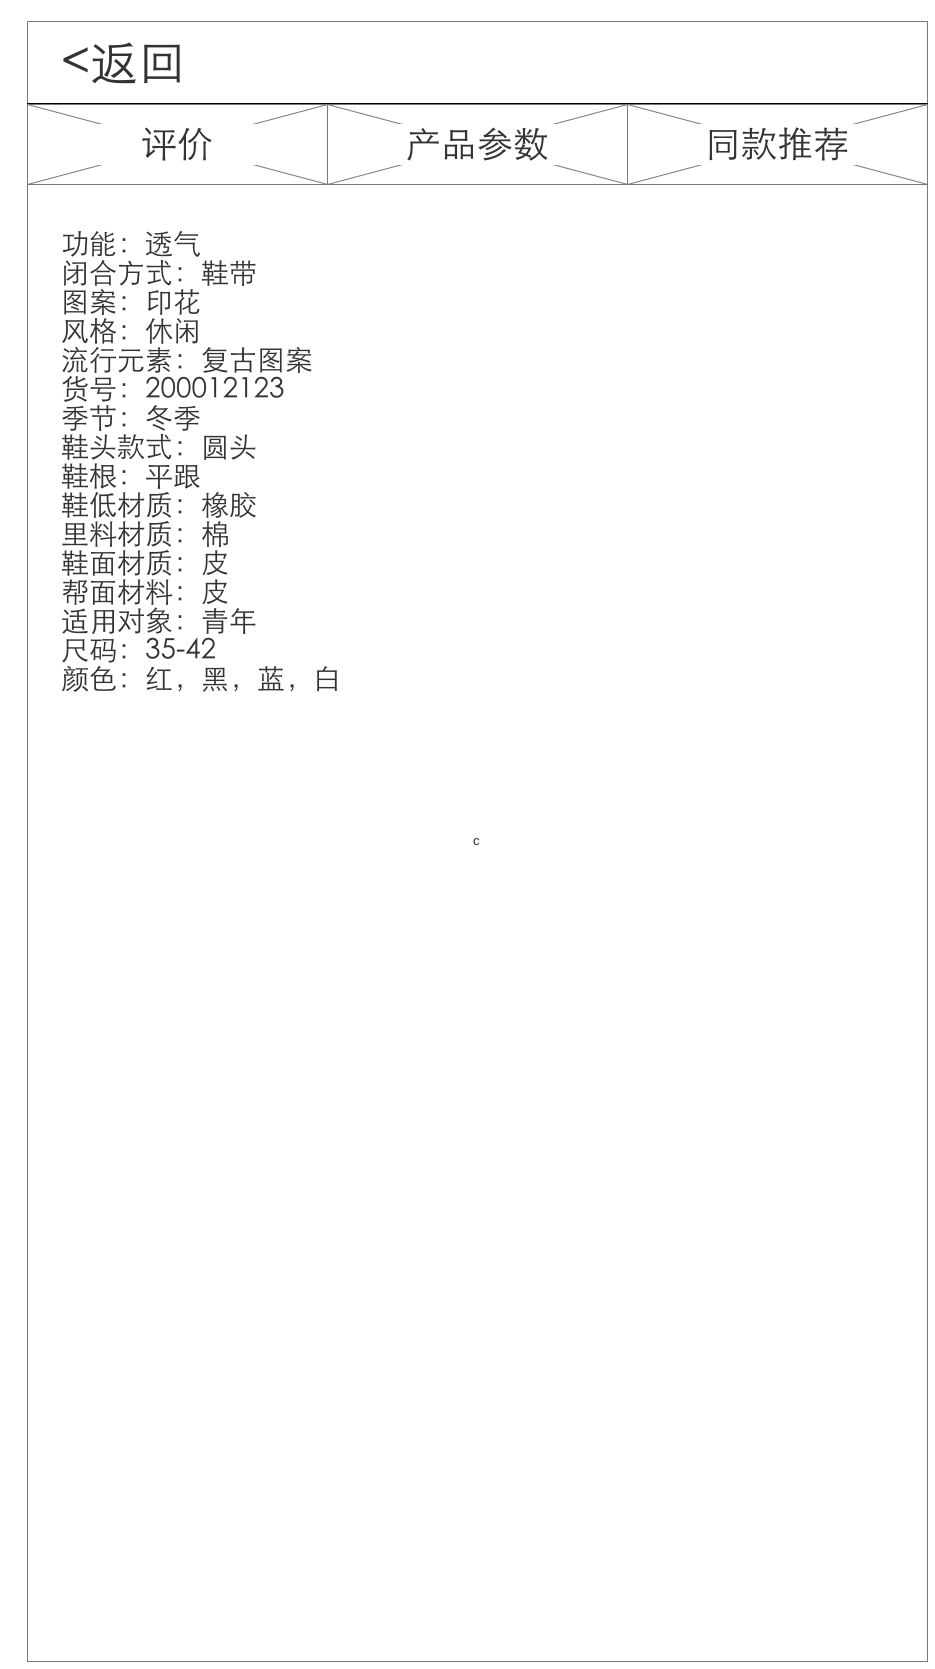 <返回
评价 产品参数 同款推荐
功能：透气
闭合方式：鞋带
图案：印花
风格：休闲
流行元素：复古图案
货号：200012123
季节：冬季
鞋头款式：圆头
鞋根：平跟
鞋低材质：橡胶
里料材质：棉
鞋面材质：皮
帮面材料：皮
适用对象：青年
尺码：35-42
颜色：红，黑，蓝，白
c